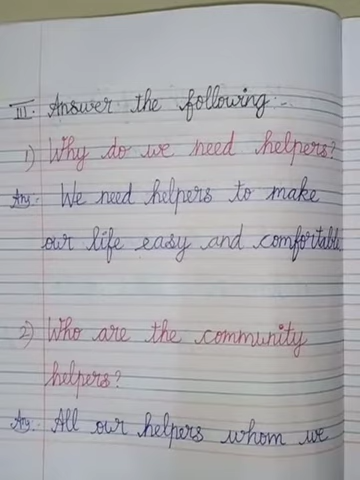 III. Answer the following:-
1) Why do we need helpers?
Ans. We need helpers to make
our life easy and comfortable
2) Who are the community
helpers?
Ans. All our helpers whom we